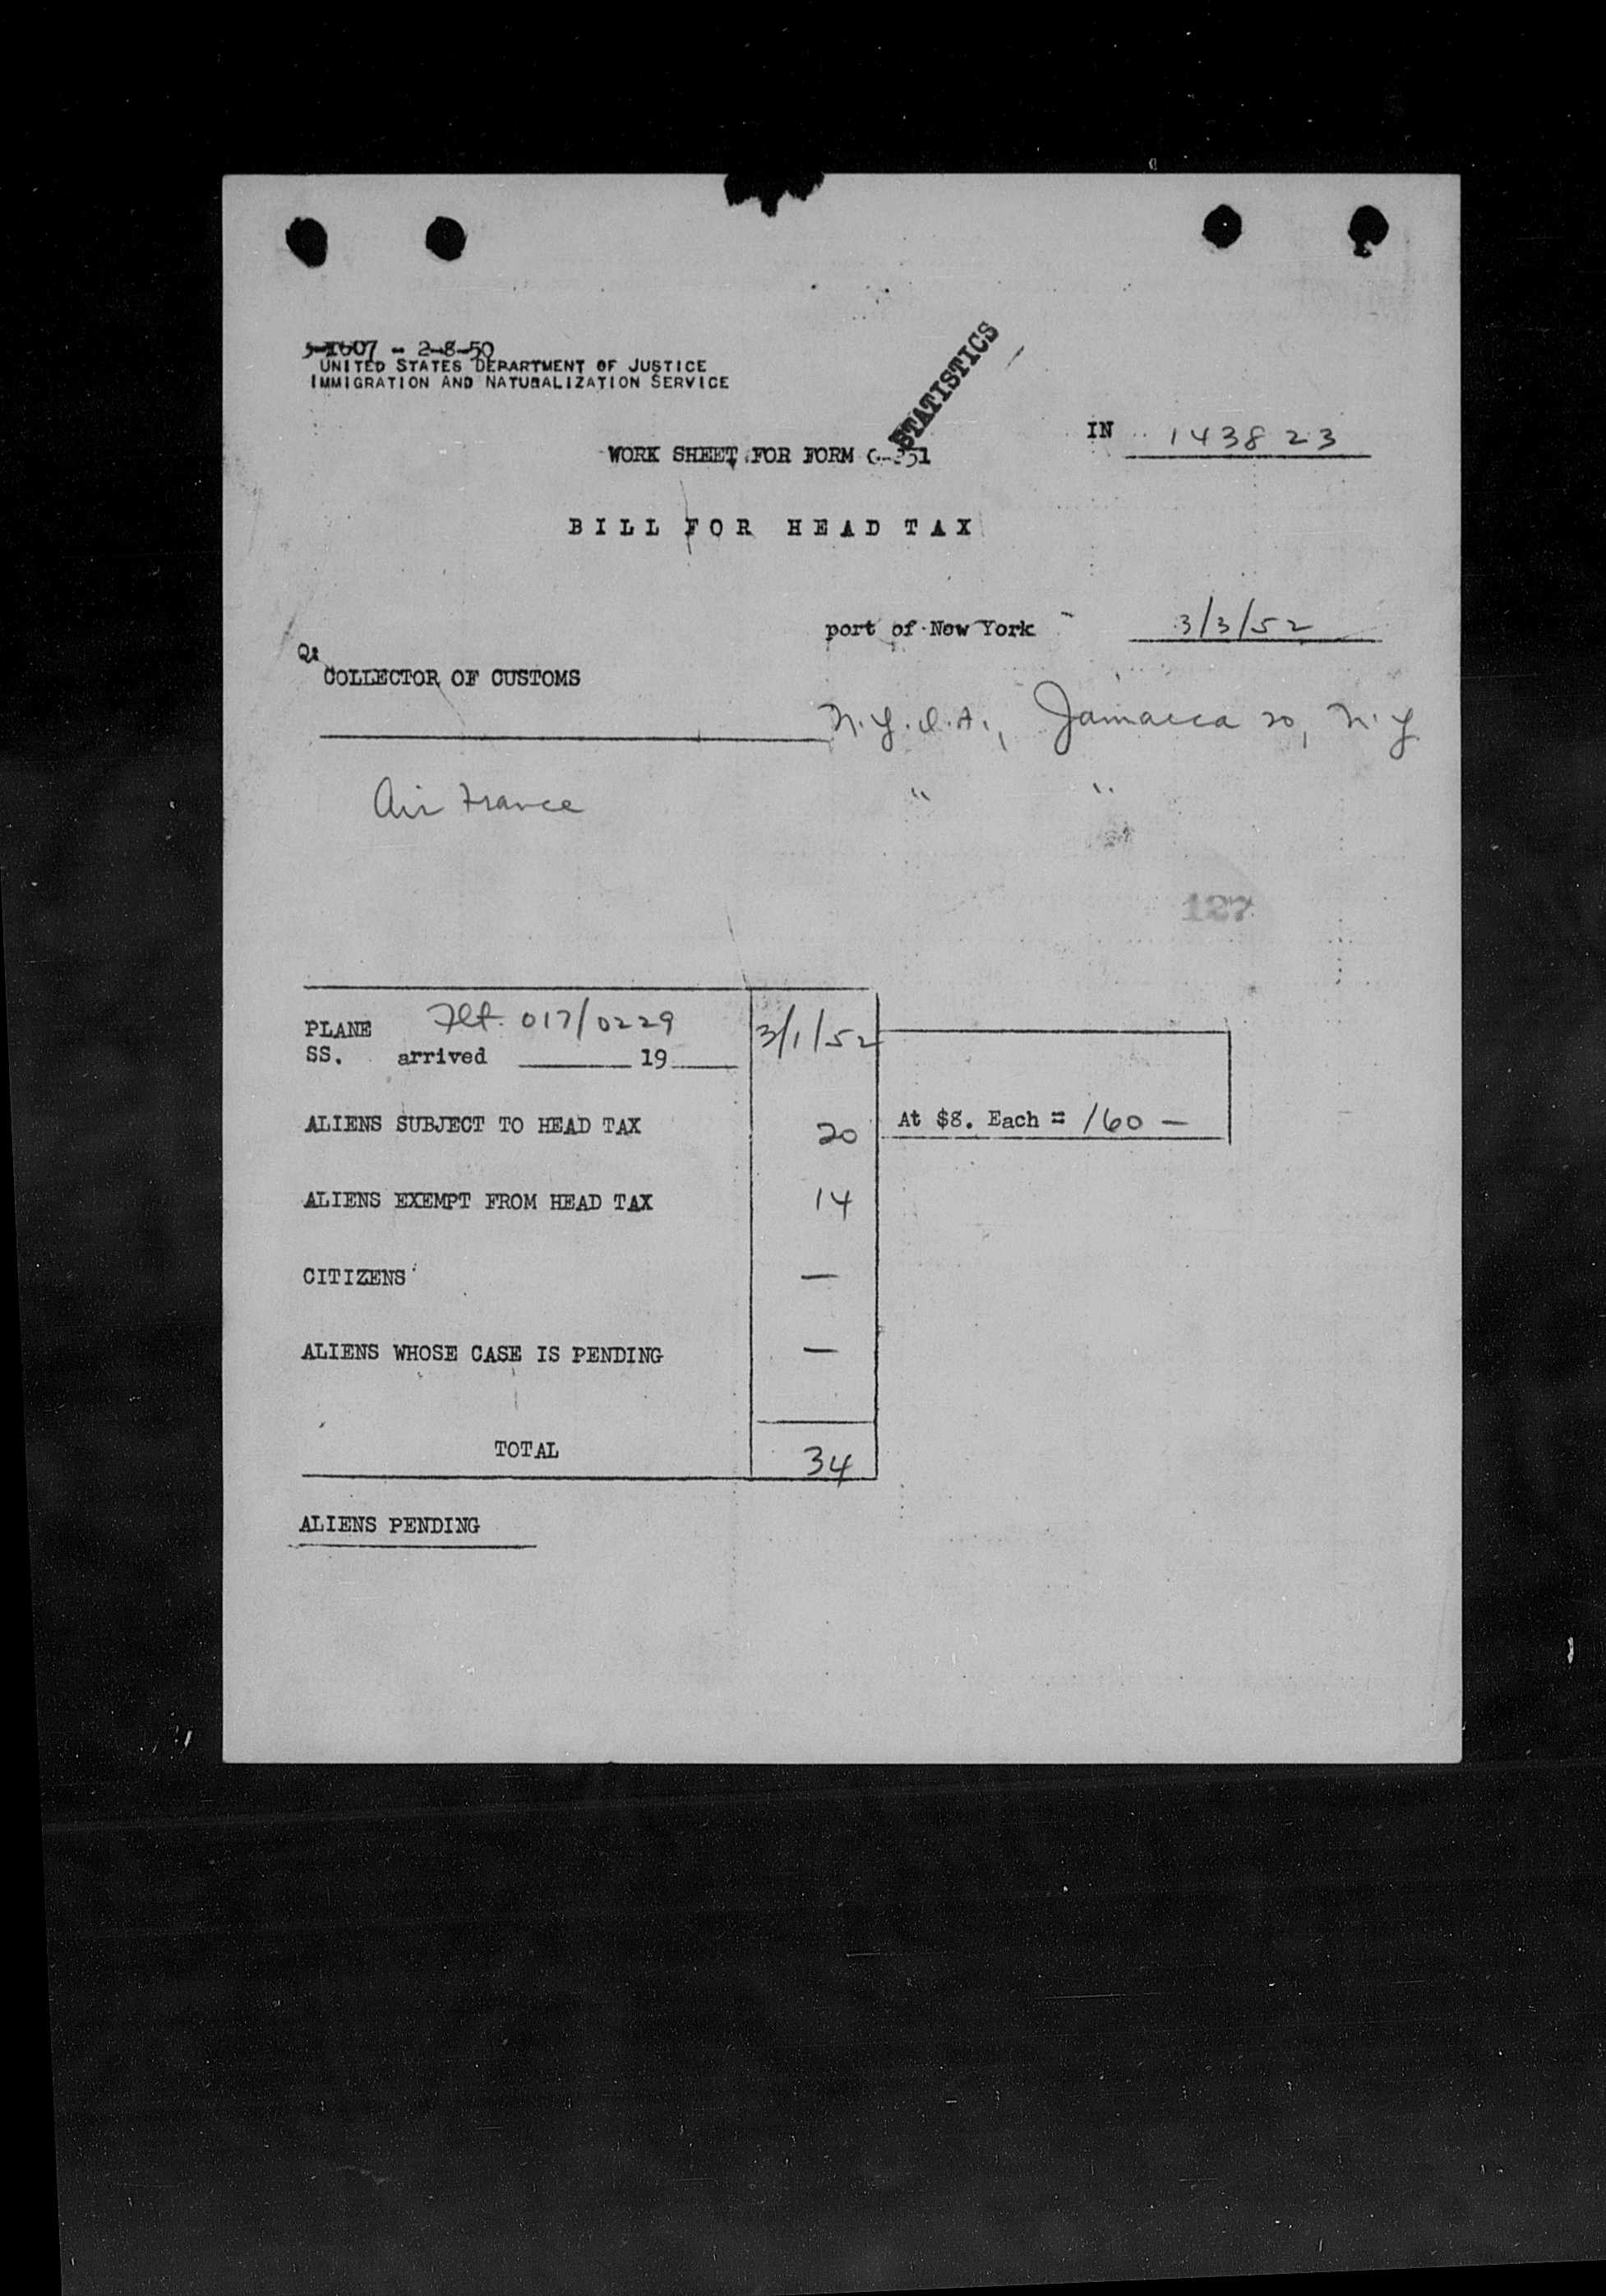 - 2-8-50
UNITED STATES DEPARTMENT OF JUSTICE
IMMIGRATION AND NATURALIZATION SERVICE
STATISTICS
IN 143823
WORK SHEET FOR FORM
BILL FOR HEAD TAX
port of New York 3/3/52
COLLECTOR OF CUSTOMS
N.Y.I.A., Jamaica 20, N.Y
Air France " "
127
PLANE Flt. 017/0229 3/1/52
SS. arrived 19
ALIENS SUBJECT TO HEAD TAX 20 At $8. Each = 160 —
ALIENS EXEMPT FROM HEAD TAX 14
CITIZENS —
ALIENS WHOSE CASE IS PENDING —
TOTAL 34
ALIENS PENDING